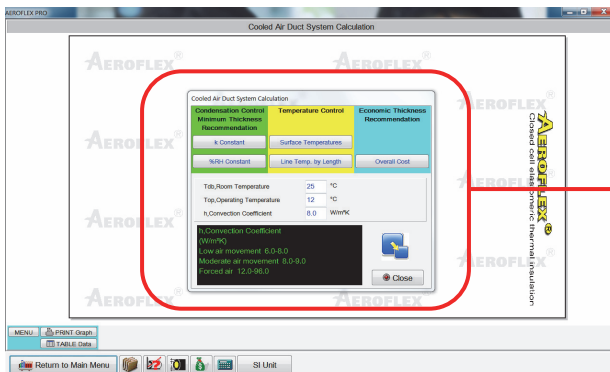 AEROFLEX PRO
Cooled Air Duct System Calculation
AEROFLEX® AEROFLEX®
AEROFLEX®
Cooled Air Duct System Calculation
Condensation Control
Minimum Thickness
Recommendation
Temperature Control
Economic Thickness
Recommendation
k Constant
Surface Temperatures
%RH Constant
Line Temp. by Length
Overall Cost
Tdb,Room Temperature 25 °C
Top,Operating Temperature 12 °C
h,Convection Coefficient 8.0 W/m²K
h,Convection Coefficient
(W/m²K)
Low air movement 6.0-8.0
Moderate air movement 8.0-9.0
Forced air 12.0-96.0
Close
AEROFLEX®
AEROFLEX®
AEROFLEX®
AEROFLEX®
AEROFLEX
AEROFLEX®
Closed cell elastomeric thermal insulation
MENU
PRINT Graph
TABLE Data
Return to Main Menu
SI Unit